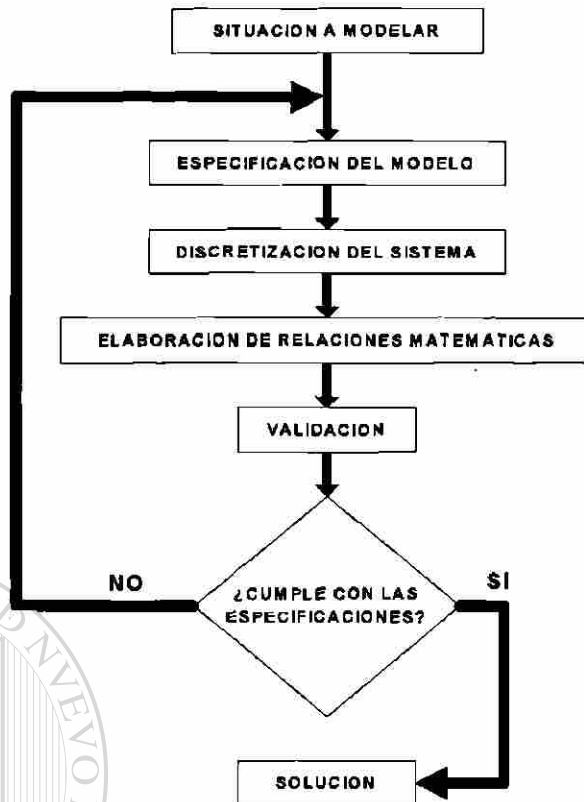 SITUACION A MODELAR
ESPECIFICACION DEL MODELO
DISCRETIZACION DEL SISTEMA
ELABORACION DE RELACIONES MATEMATICAS
VALIDACION
¿CUMPLE CON LAS
ESPECIFICACIONES?
NO
SI
SOLUCION
NVEVO